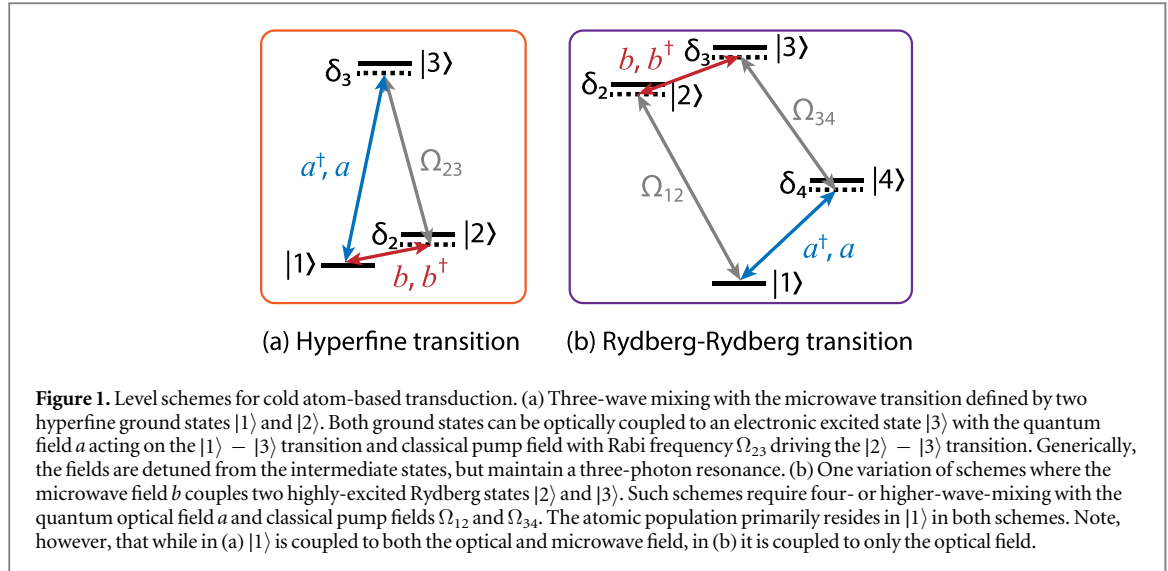 δ₃ |3⟩
a†, a
Ω₂₃
δ₂ |2⟩
|1⟩
b, b†
(a) Hyperfine transition
b, b†
δ₃ |3⟩
δ₂ |2⟩
Ω₃₄
Ω₁₂
δ₄ |4⟩
a†, a
|1⟩
(b) Rydberg-Rydberg transition
Figure 1. Level schemes for cold atom-based transduction. (a) Three-wave mixing with the microwave transition defined by two
hyperfine ground states |1⟩ and |2⟩. Both ground states can be optically coupled to an electronic excited state |3⟩ with the quantum
field a acting on the |1⟩ − |3⟩ transition and classical pump field with Rabi frequency Ω₂₃ driving the |2⟩ − |3⟩ transition. Generically,
the fields are detuned from the intermediate states, but maintain a three-photon resonance. (b) One variation of schemes where the
microwave field b couples two highly-excited Rydberg states |2⟩ and |3⟩. Such schemes require four- or higher-wave-mixing with the
quantum optical field a and classical pump fields Ω₁₂ and Ω₃₄. The atomic population primarily resides in |1⟩ in both schemes. Note,
however, that while in (a) |1⟩ is coupled to both the optical and microwave field, in (b) it is coupled to only the optical field.